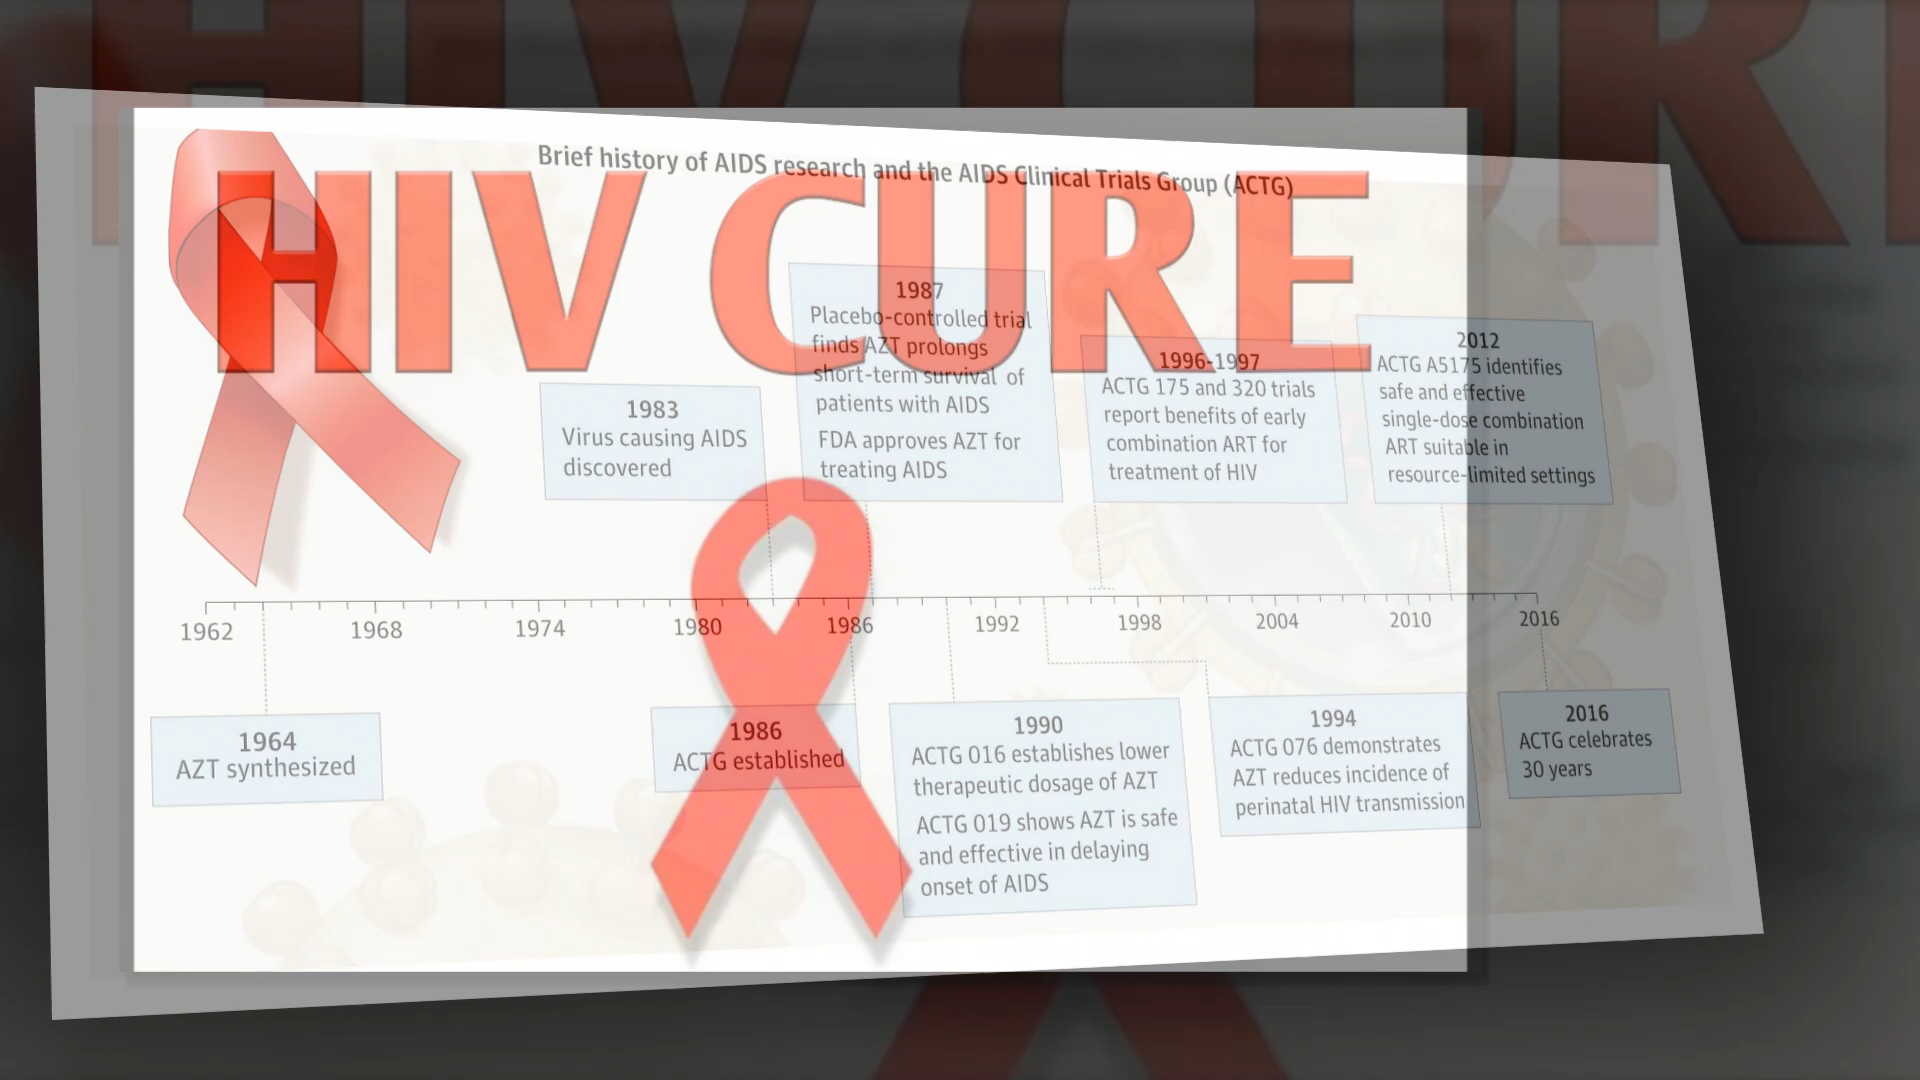 Brief history of AIDS research and the AIDS Clinical Trials Group (ACTG)
HIV CURE
1987
Placebo-controlled trial
finds AZT prolongs
short-term survival of
patients with AIDS
FDA approves AZT for
treating AIDS
1983
Virus causing AIDS
discovered
1996-1997
ACTG 175 and 320 trials
report benefits of early
combination ART for
treatment of HIV
2012
ACTG A5175 identifies
safe and effective
single-dose combination
ART suitable in
resource-limited settings
1962 1968 1974 1980 1986 1992 1998 2004 2010 2016
1964
AZT synthesized
1986
ACTG established
1990
ACTG 016 establishes lower
therapeutic dosage of AZT
ACTG 019 shows AZT is safe
and effective in delaying
onset of AIDS
1994
ACTG 076 demonstrates
AZT reduces incidence of
perinatal HIV transmission
2016
ACTG celebrates
30 years